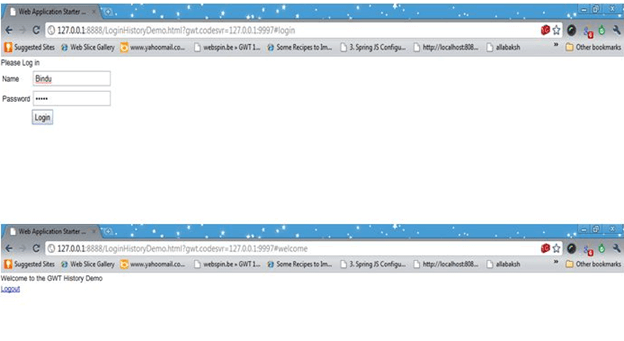 Web Application Starter ...
127.0.0.1:8888/LoginHistoryDemo.html?gwt.codesvr=127.0.0.1:9997#login
Suggested Sites Web Slice Gallery www.yahoomail.co... webspin.be » GWT 1... Some Recipes to Im... 3. Spring JS Configu... http://localhost:808... allabaksh » Other bookmarks
Please Log in
Name Bindu
Password •••••
Login
Web Application Starter ...
127.0.0.1:8888/LoginHistoryDemo.html?gwt.codesvr=127.0.0.1:9997#welcome
Suggested Sites Web Slice Gallery www.yahoomail.co... webspin.be » GWT 1... Some Recipes to Im... 3. Spring JS Configu... http://localhost:808... allabaksh » Other bookmarks
Welcome to the GWT History Demo
Logout